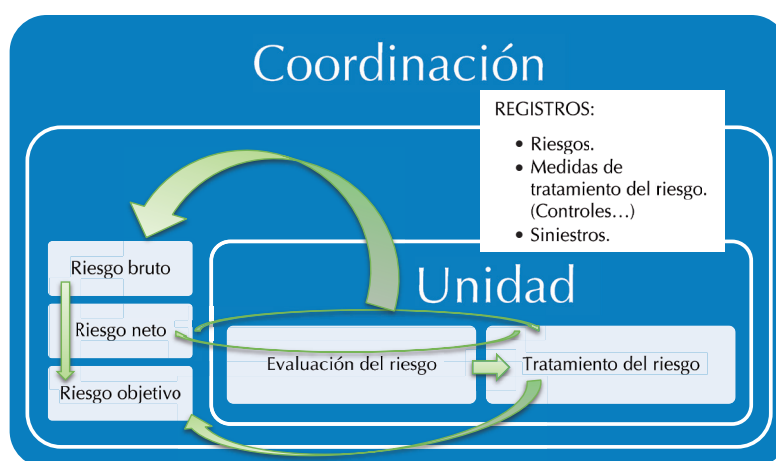 Coordinación
REGISTROS:
• Riesgos.
• Medidas de
tratamiento del riesgo.
(Controles…)
• Siniestros.
Riesgo bruto
Unidad
Riesgo neto
Evaluación del riesgo
Tratamiento del riesgo
Riesgo objetivo